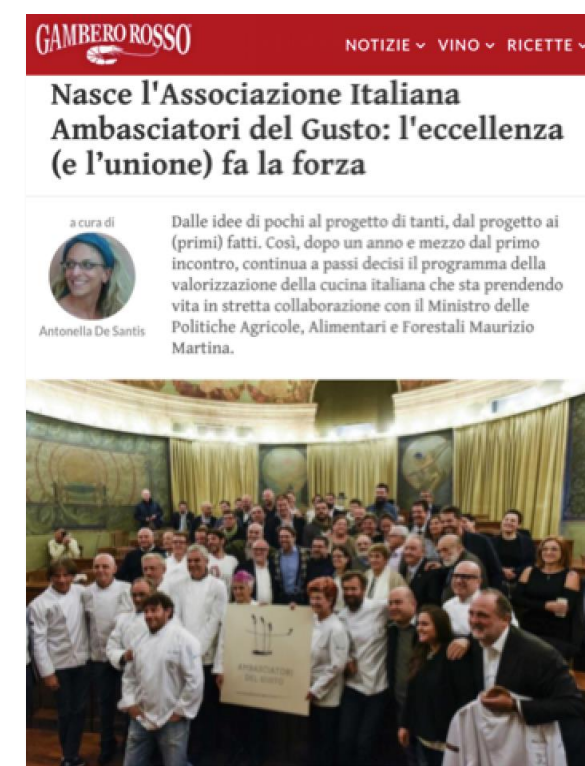 GAMBERO ROSSO
NOTIZIE VINO RICETTE
Nasce l'Associazione Italiana
Ambasciatori del Gusto: l'eccellenza
(e l’unione) fa la forza
a cura di
Antonella De Santis
Dalle idee di pochi al progetto di tanti, dal progetto ai
(primi) fatti. Così, dopo un anno e mezzo dal primo
incontro, continua a passi decisi il programma della
valorizzazione della cucina italiana che sta prendendo
vita in stretta collaborazione con il Ministro delle
Politiche Agricole, Alimentari e Forestali Maurizio
Martina.
AMBASCIATORI
DEL GUSTO